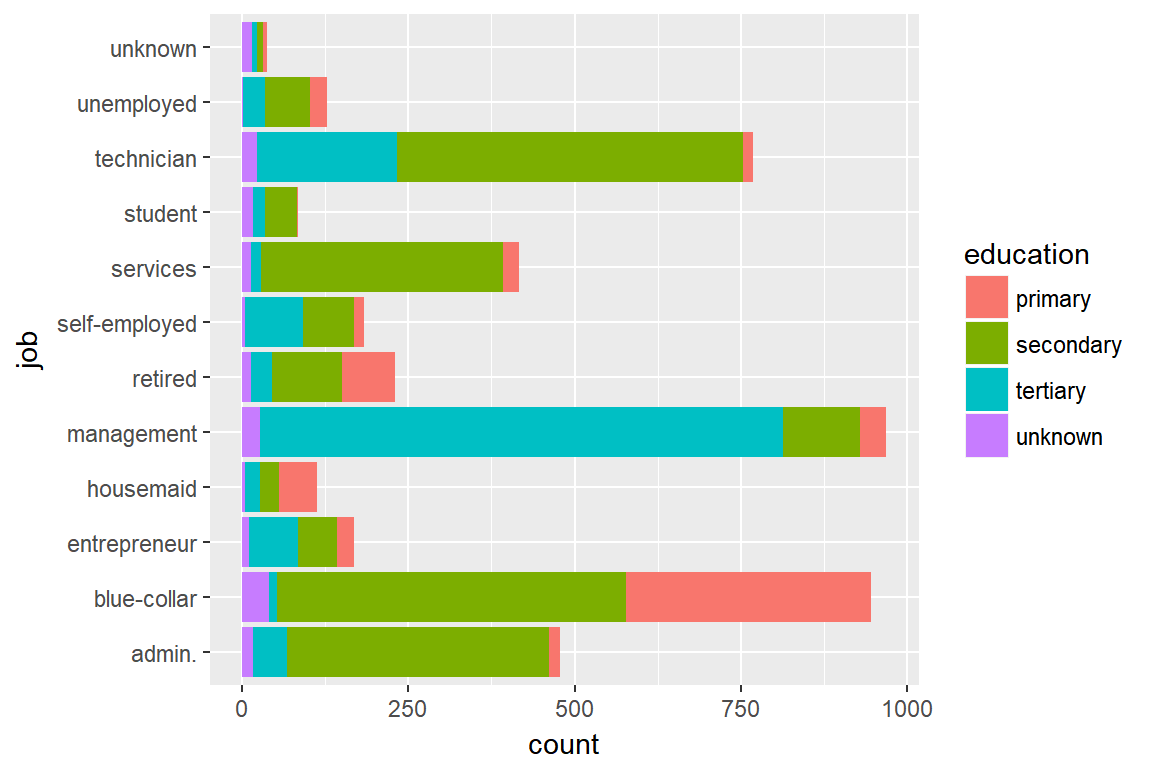 unknown
unemployed
technician
student
services
self-employed
retired
management
housemaid
entrepreneur
blue-collar
admin.
job
0 250 500 750 1000
count
education
primary
secondary
tertiary
unknown